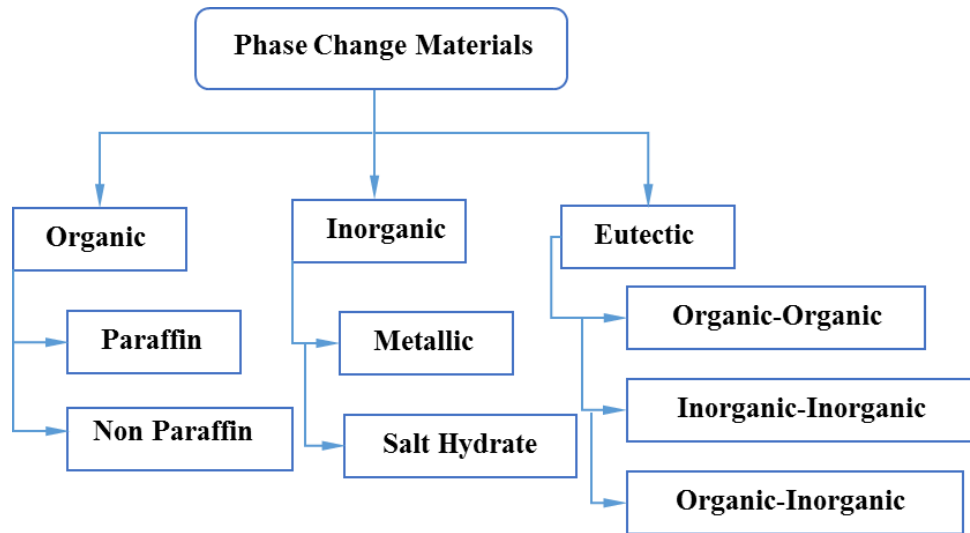 Phase Change Materials
Organic
Inorganic
Eutectic
Paraffin
Non Paraffin
Metallic
Salt Hydrate
Organic-Organic
Inorganic-Inorganic
Organic-Inorganic